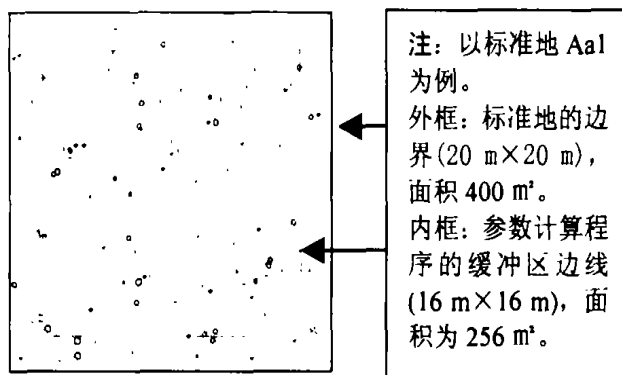 注：以标准地 Aa1
为例。
外框：标准地的边
界(20 m×20 m)，
面积 400 m²。
内框：参数计算程
序的缓冲区边线
(16 m×16 m)，面
积为 256 m²。